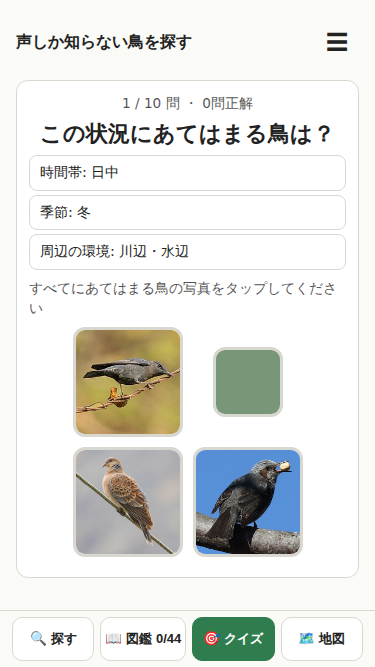 声しか知らない鳥を探す
1 / 10 問 ・ 0問正解
この状況にあてはまる鳥は？
時間帯: 日中
季節: 冬
周辺の環境: 川辺・水辺
すべてにあてはまる鳥の写真をタップしてくださ
い
🔍 探す
📖 図鑑 0/44
🎯 クイズ
🗺️ 地図